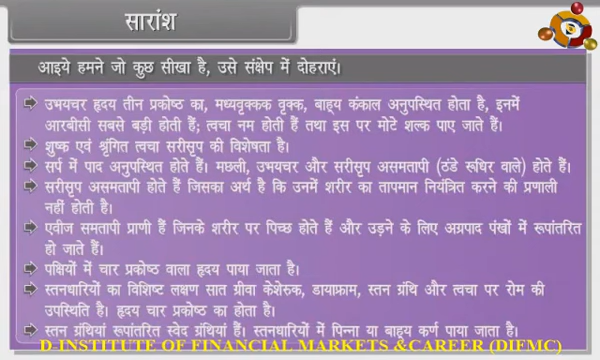 सारांश
आइये हमने जो कुछ सीखा है, उसे संक्षेप में दोहराएं।
उभयचर हृदय तीन प्रकोष्ठ का, मध्यवृक्कक वृक्क, बाह्य कंकाल अनुपस्थित होता है, इनमें
आरबीसी सबसे बड़ी होती हैं; त्वचा नम होती हैं तथा इस पर मोटे शल्क पाए जाते हैं।
शुष्क एवं श्रृंगित त्वचा सरीसृप की विशेषता है।
सर्प में पाद अनुपस्थित होते हैं। मछली, उभयचर और सरीसृप असमतापी (ठंडे रूधिर वाले) होते हैं।
सरीसृप असमतापी होते हैं जिसका अर्थ है कि उनमें शरीर का तापमान नियंत्रित करने की प्रणाली
नहीं होती है।
एवीज समतापी प्राणी हैं जिनके शरीर पर पिच्छ होते हैं और उड़ने के लिए अग्रपाद पंखों में रूपांतरित
हो जाते हैं।
पक्षियों में चार प्रकोष्ठ वाला हृदय पाया जाता है।
स्तनधारियों का विशिष्ट लक्षण सात ग्रीवा केशेरुक, डायाफ्राम, स्तन ग्रंथि और त्वचा पर रोम की
उपस्थिति है। हृदय चार प्रकोष्ठ का होता है।
स्तन ग्रंथियां रूपांतरित स्वेद ग्रंथियां हैं। स्तनधारियों में पिन्ना या बाहय कर्ण पाया जाता है।
D-INSTITUTE OF FINANCIAL MARKETS &CAREER (DIFMC)